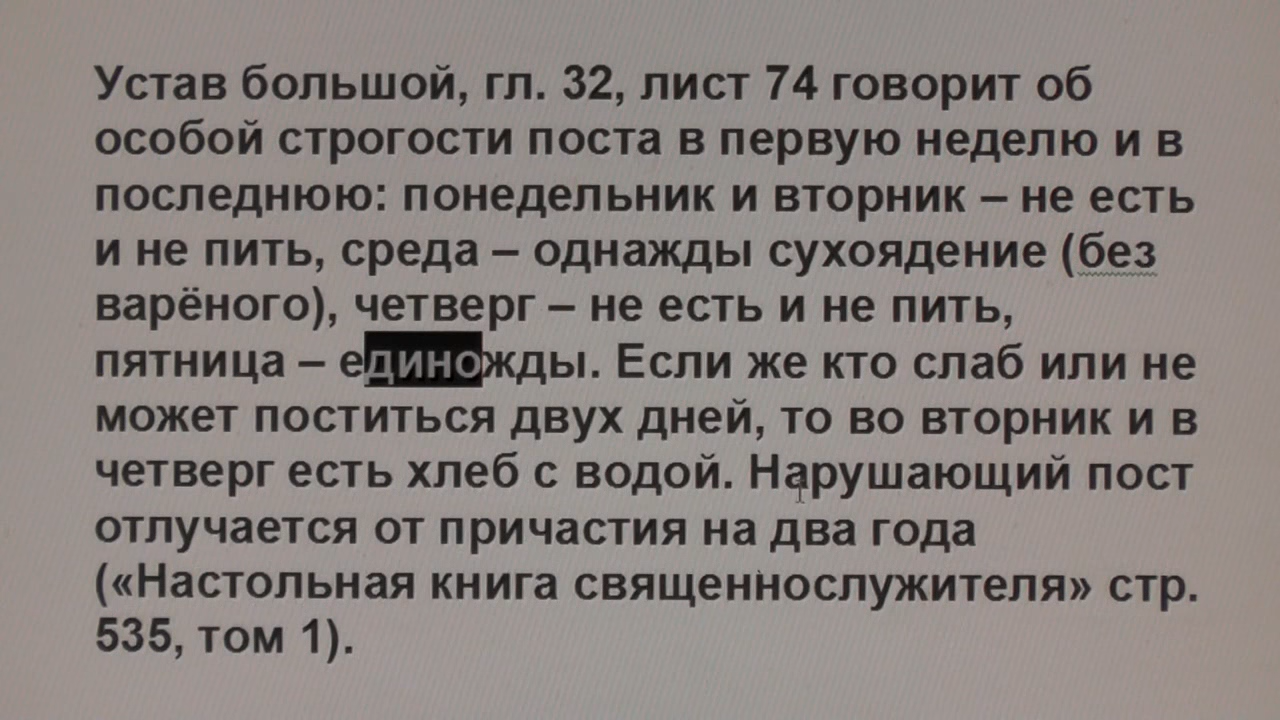 Устав большой, гл. 32, лист 74 говорит об
особой строгости поста в первую неделю и в
последнюю: понедельник и вторник – не есть
и не пить, среда – однажды сухоядение (без
варёного), четверг – не есть и не пить,
пятница – единожды. Если же кто слаб или не
может поститься двух дней, то во вторник и в
четверг есть хлеб с водой. Нарушающий пост
отлучается от причастия на два года
(«Настольная книга священнослужителя» стр.
535, том 1).